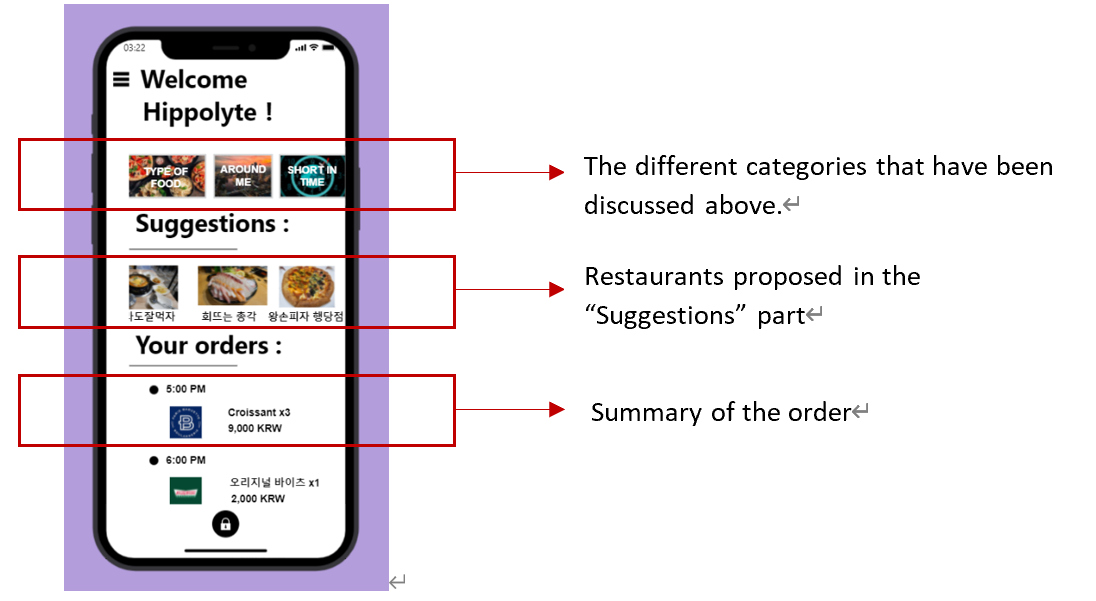 03:22
Welcome
Hippolyte !
TYPE OF
FOOD
AROUND
ME
SHORT IN
TIME
The different categories that have been
discussed above.
Suggestions :
도잘먹자
회뜨는 총각
왕손피자 행당점
Restaurants proposed in the
“Suggestions” part
Your orders :
5:00 PM
Croissant x3
9,000 KRW
Summary of the order
6:00 PM
오리지널 바이츠 x1
2,000 KRW